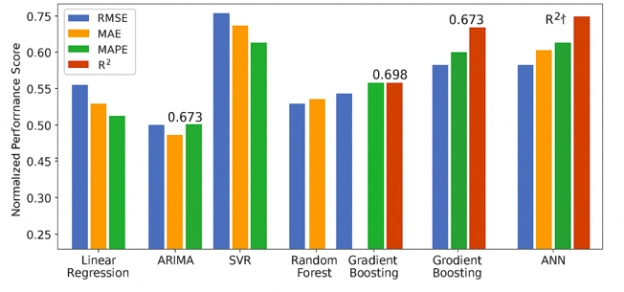 Normalized Performance Score
0.75
0.60
0.55
0.50
0.45
0.30
0.25
RMSE
MAE
MAPE
R²
0.673
0.698
0.673
R²†
Linear Regression
ARIMA
SVR
Random Forest
Gradient Boosting
Grodient Boosting
ANN